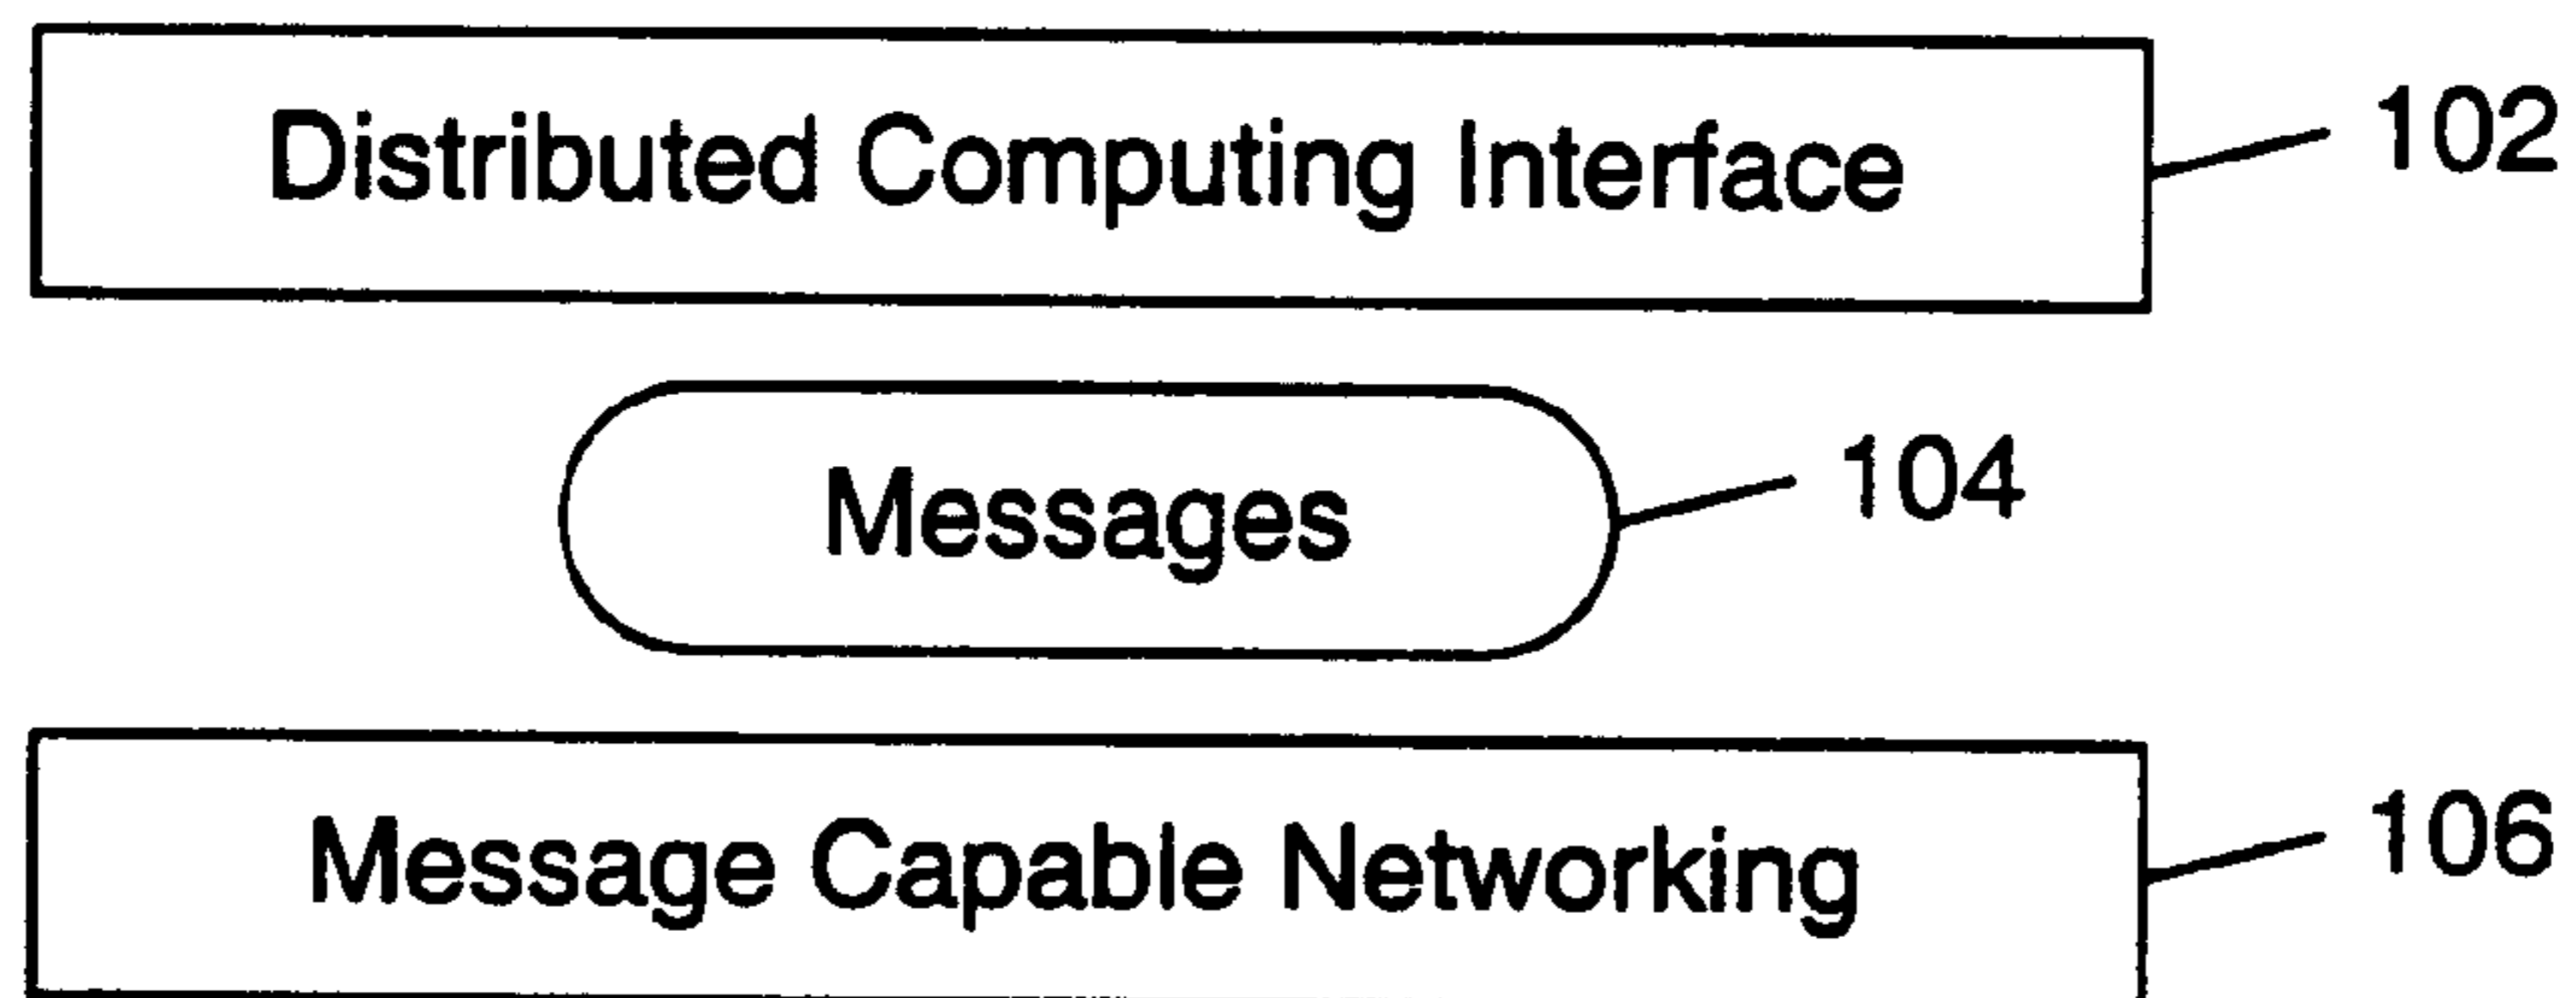 Distributed Computing Interface 102
Messages 104
Message Capable Networking 106